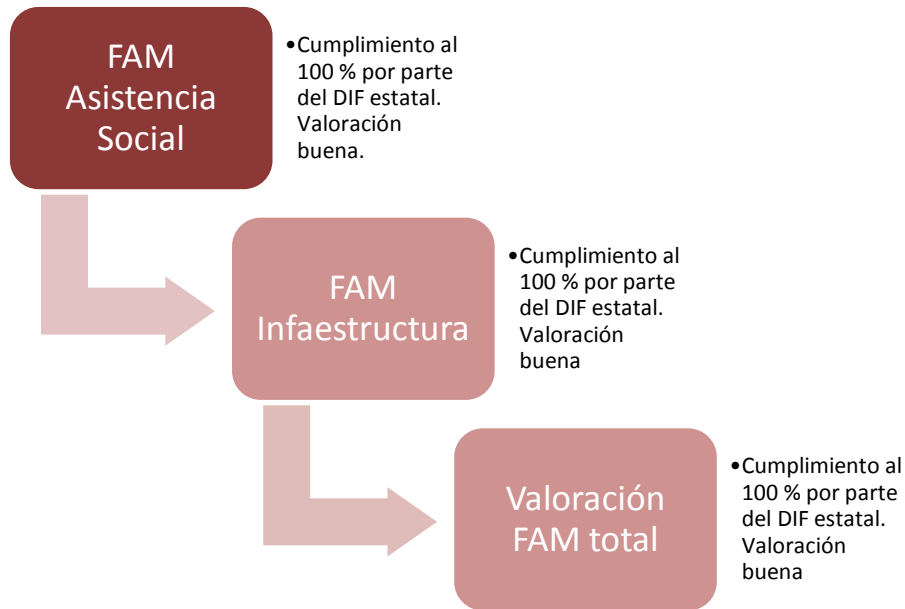 FAM
Asistencia
Social
•Cumplimiento al
100 % por parte
del DIF estatal.
Valoración
buena.
FAM
Infaestructura
•Cumplimiento al
100 % por parte
del DIF estatal.
Valoración
buena
Valoración
FAM total
•Cumplimiento al
100 % por parte
del DIF estatal.
Valoración
buena